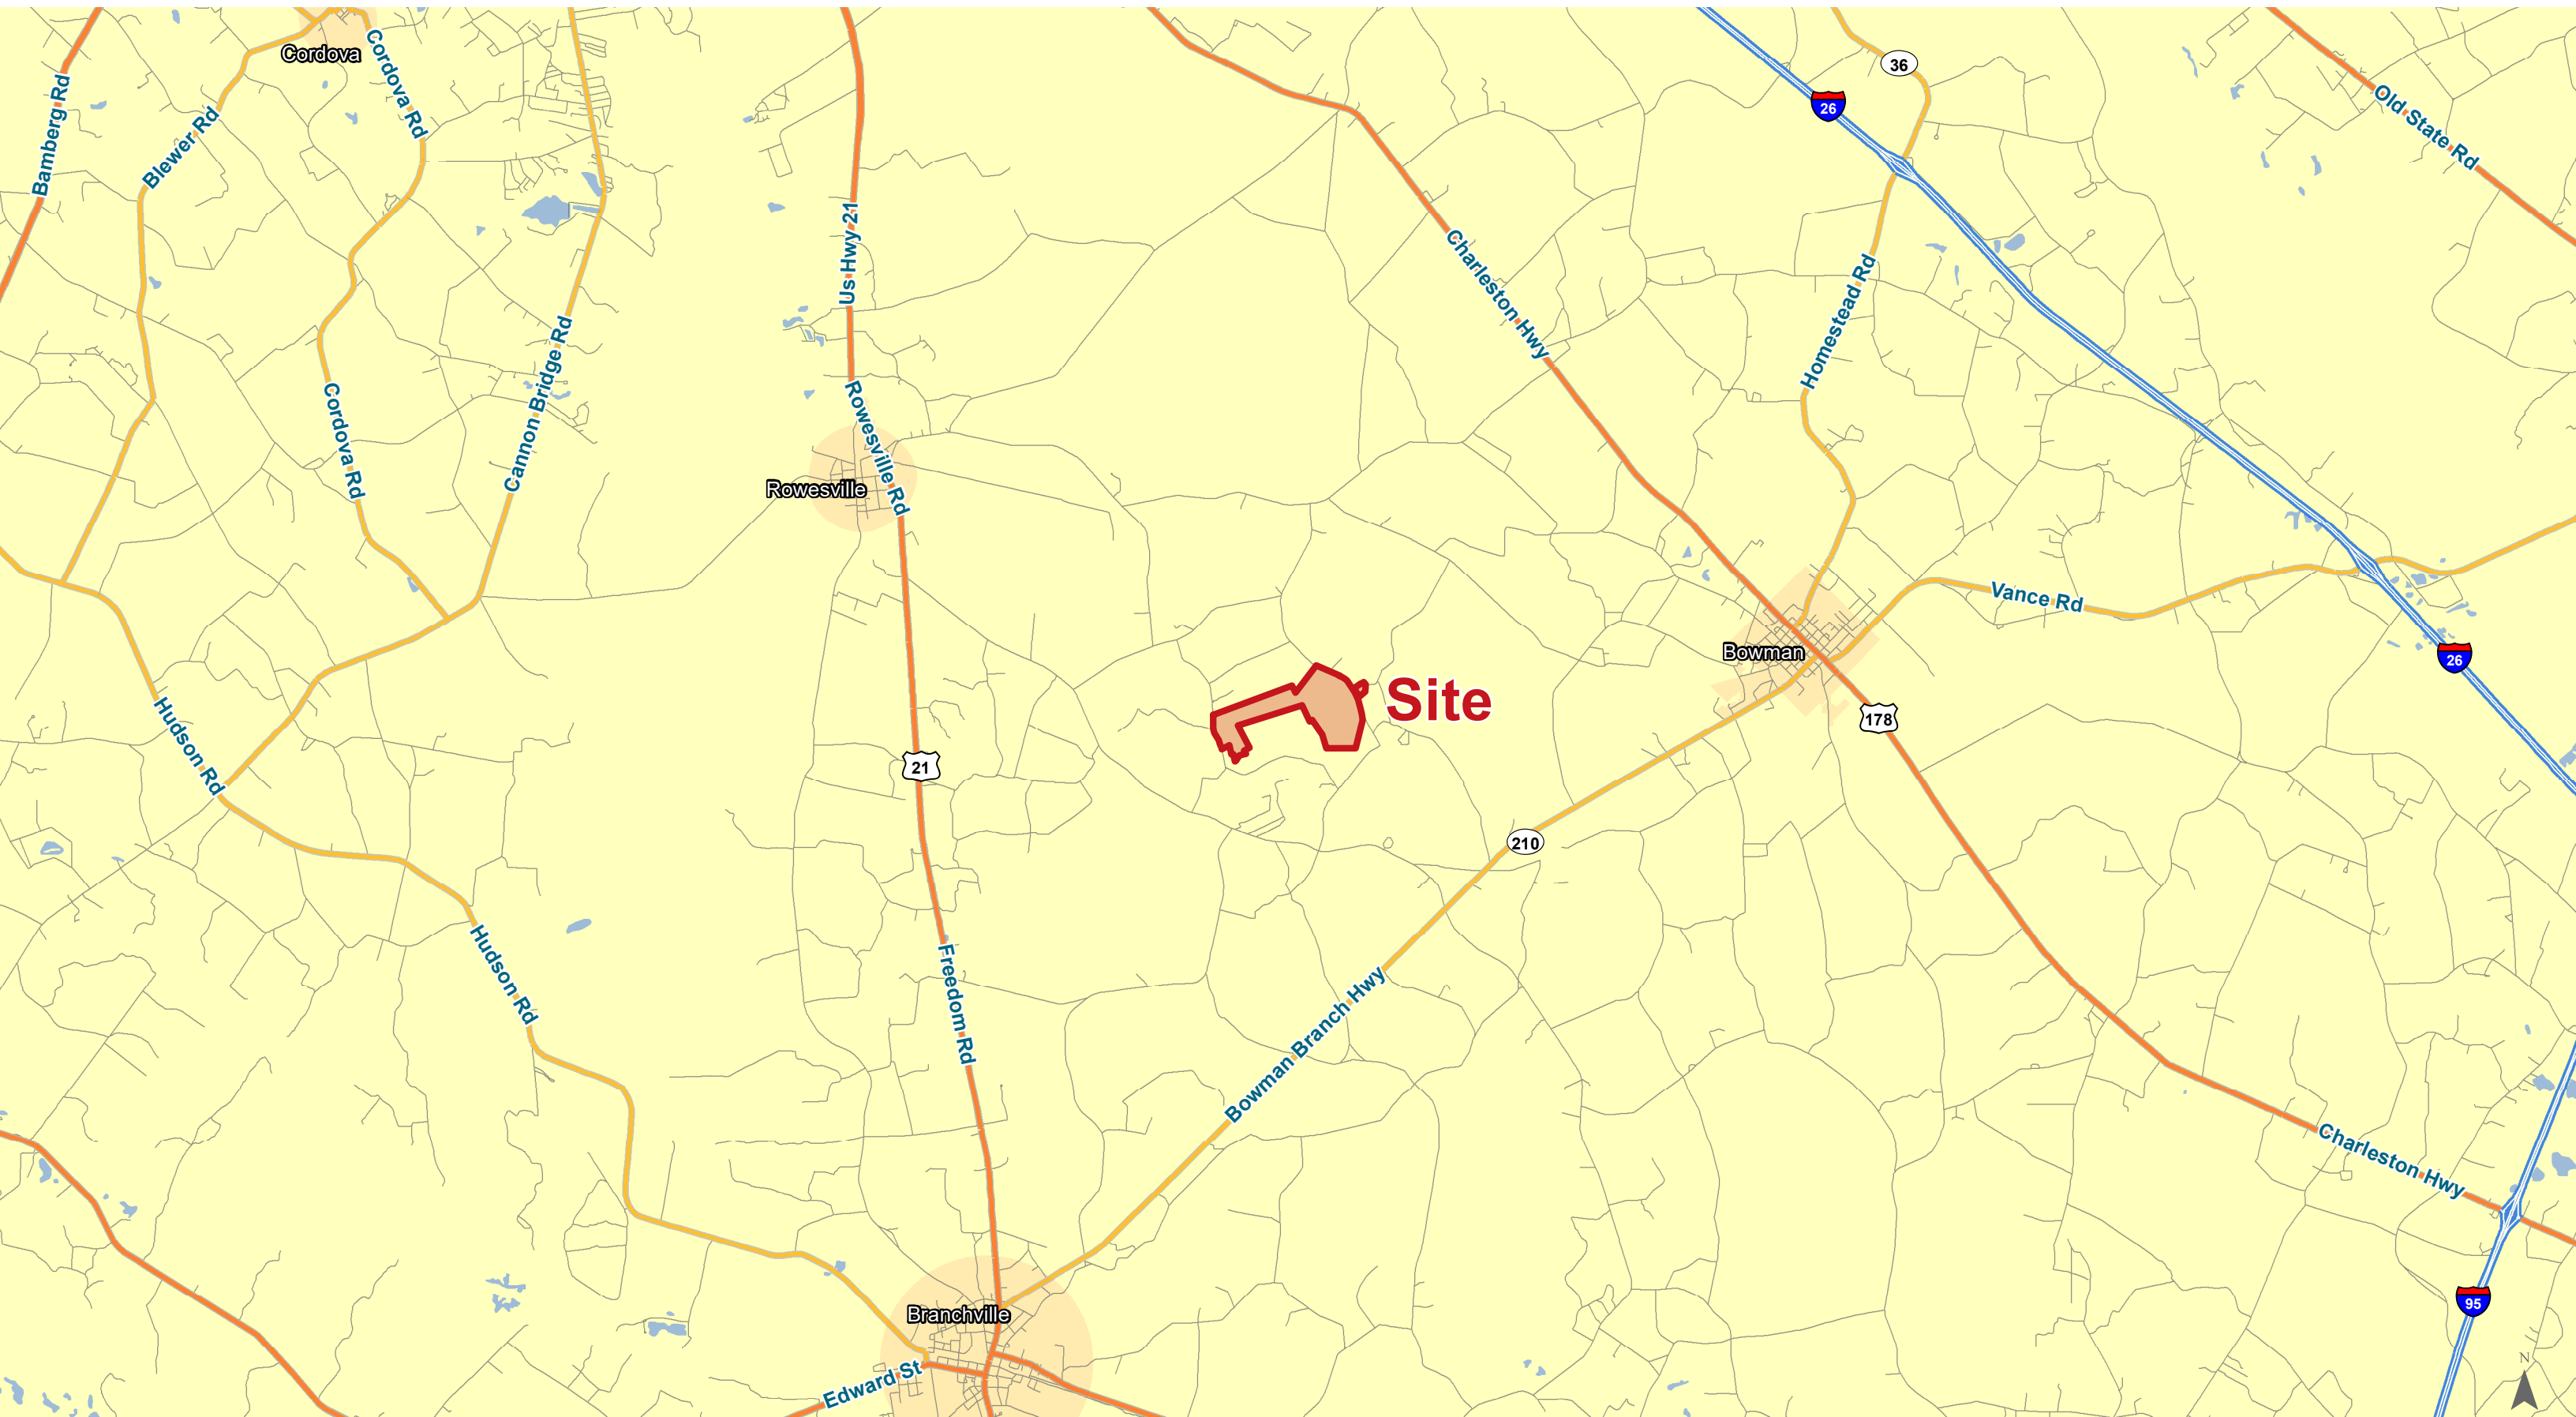 Cordova
Cordova Rd
36
26
Old State Rd
Bamberg Rd
Blewer Rd
Us Hwy 21
Charleston Hwy
Homestead Rd
Cannon Bridge Rd
Cordova Rd
Rowesville Rd
Rowesville
Vance Rd
Bowman
26
Site
Hudson Rd
178
21
210
Hudson Rd
Freedom Rd
Bowman Branch Hwy
Charleston Hwy
Branchville
95
Edward St
N